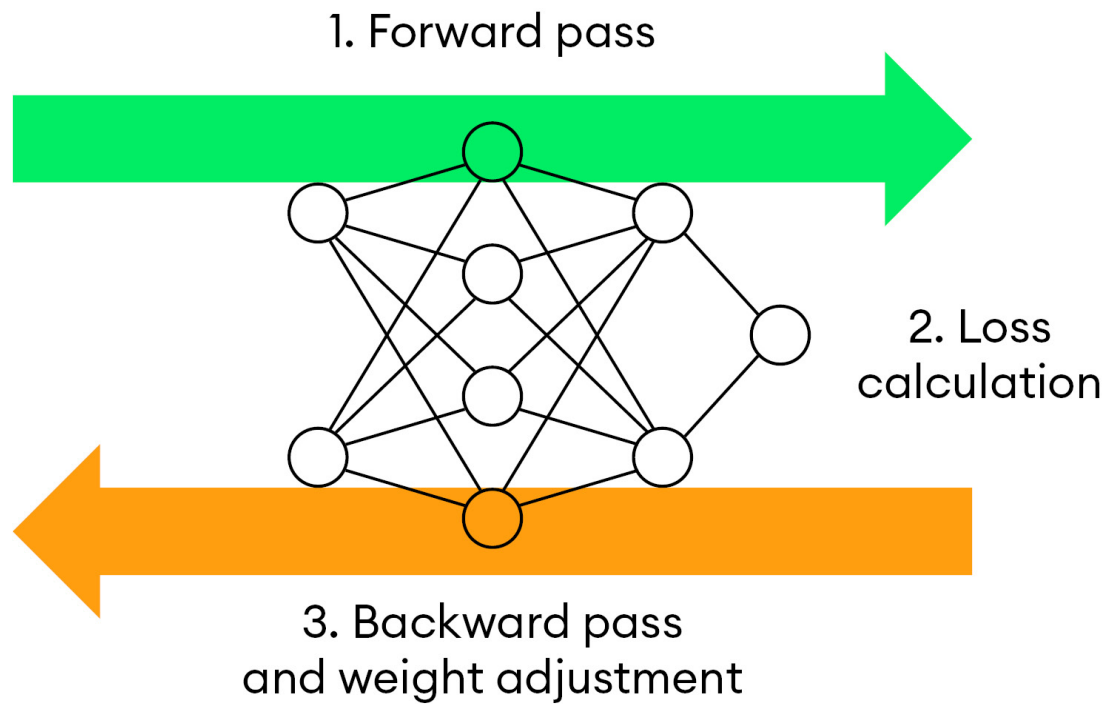 1. Forward pass
2. Loss
calculation
3. Backward pass
and weight adjustment